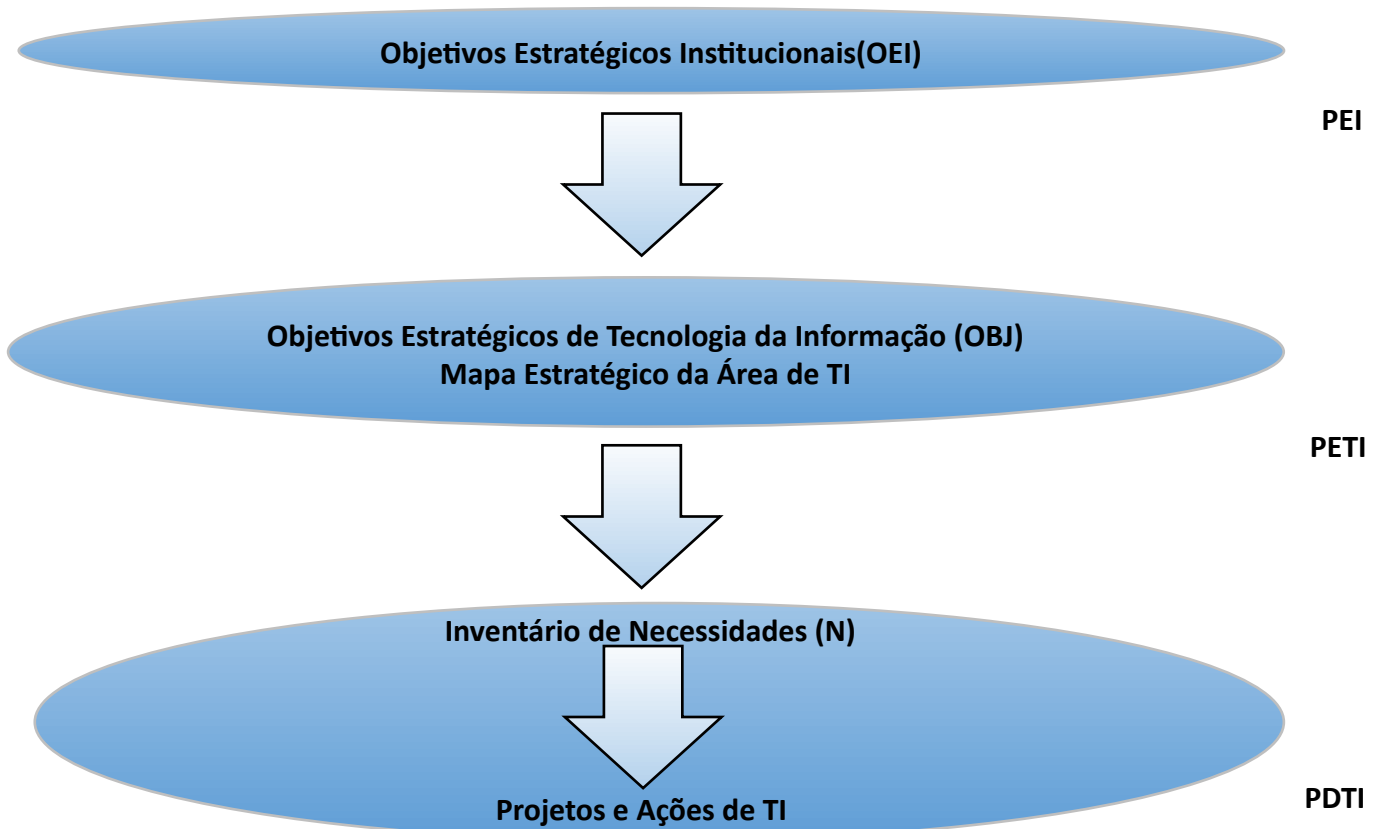 Objetivos Estratégicos Institucionais(OEI)
PEI
Objetivos Estratégicos de Tecnologia da Informação (OBJ)
Mapa Estratégico da Área de TI
PETI
Inventário de Necessidades (N)
Projetos e Ações de TI
PDTI